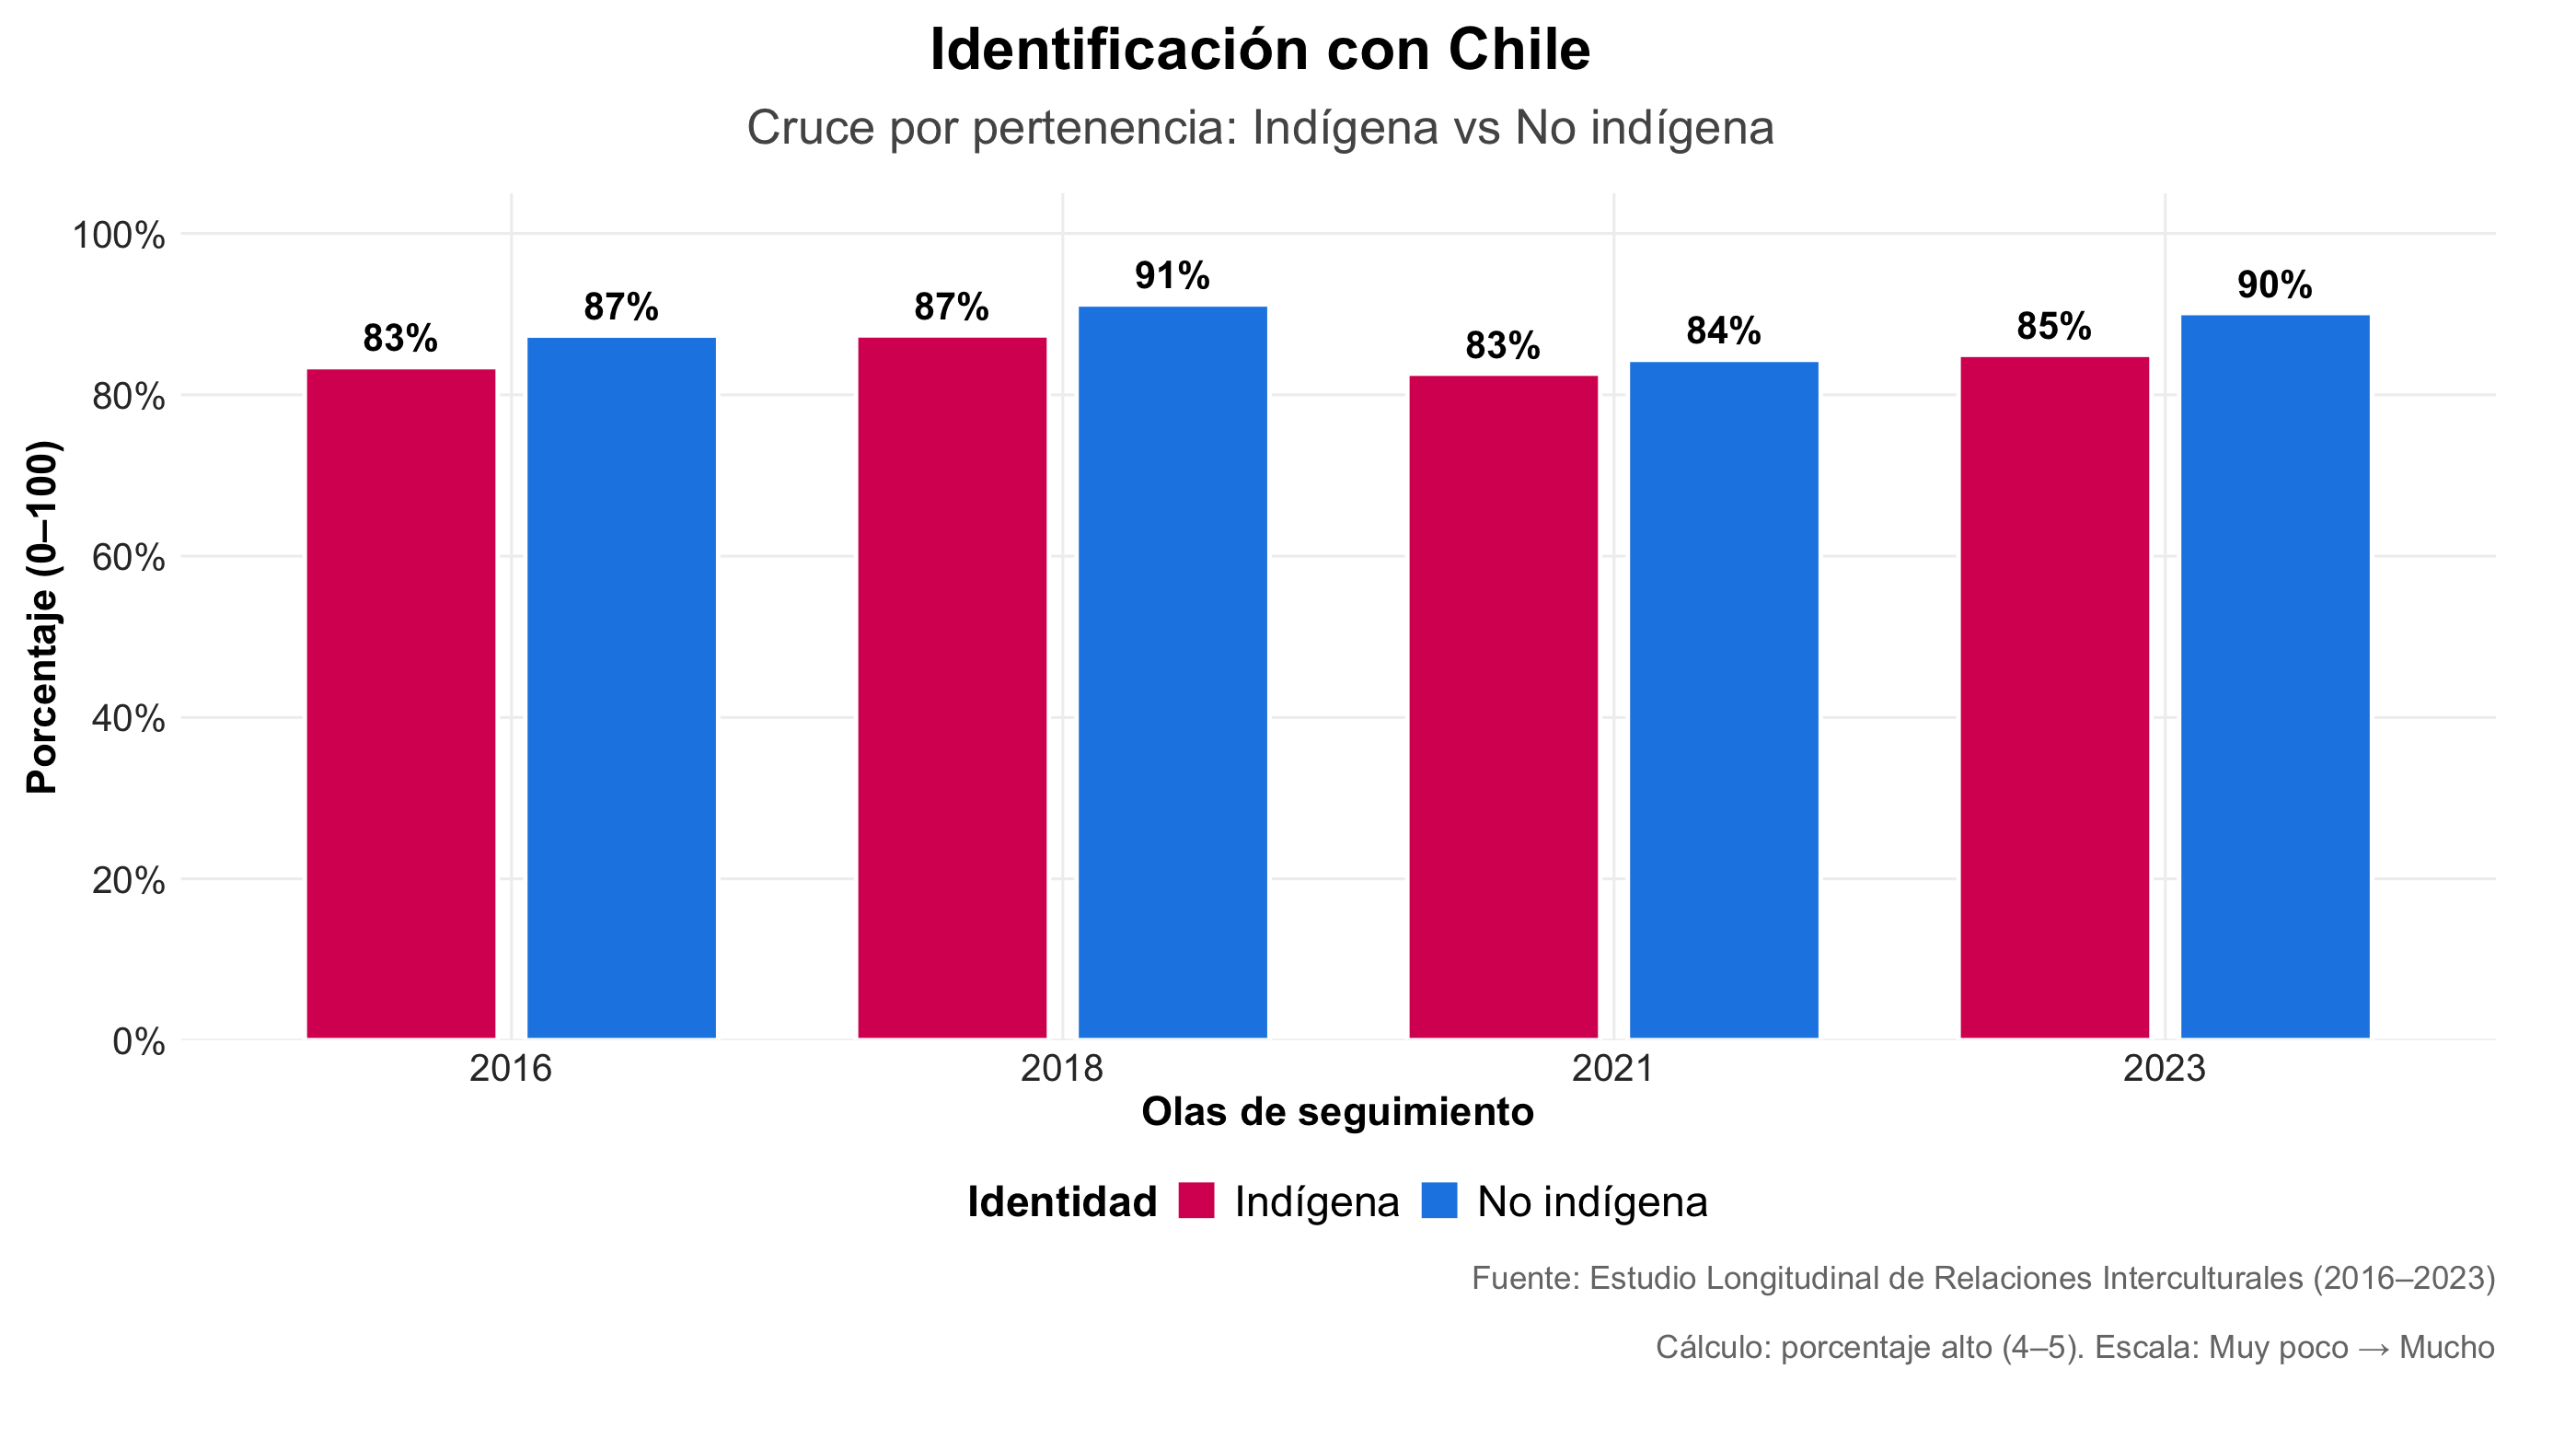 Identificación con Chile
Cruce por pertenencia: Indígena vs No indígena
Porcentaje (0–100)
100%
80%
60%
40%
20%
0%
83%
87%
87%
91%
83%
84%
85%
90%
2016
2018
2021
2023
Olas de seguimiento
Identidad Indígena No indígena
Fuente: Estudio Longitudinal de Relaciones Interculturales (2016–2023)
Cálculo: porcentaje alto (4–5). Escala: Muy poco → Mucho